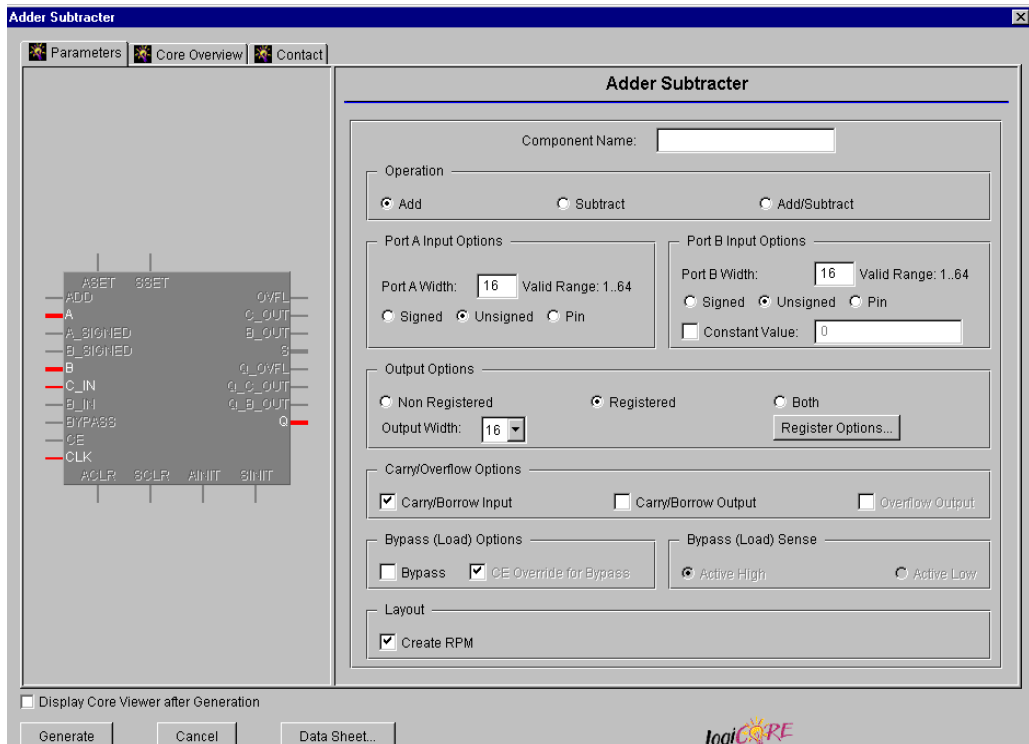 Adder Subtracter
Parameters Core Overview Contact
Adder Subtracter
Component Name:
Operation
Add Subtract Add/Subtract
Port A Input Options
Port A Width: 16 Valid Range: 1..64
Signed Unsigned Pin
Port B Input Options
Port B Width: 16 Valid Range: 1..64
Signed Unsigned Pin
Constant Value: 0
Output Options
Non Registered Registered Both
Output Width: 16 Register Options...
Carry/Overflow Options
Carry/Borrow Input Carry/Borrow Output Overflow Output
Bypass (Load) Options
Bypass CE Override for Bypass
Bypass (Load) Sense
Active High Active Low
Layout
Create RPM
ASET SSET
ADD OVFL
A C_OUT
A_SIGNED B_OUT
B_SIGNED S
B Q_OVFL
C_IN Q_C_OUT
B_IN Q_B_OUT
BYPASS Q
CE
CLK
ACLR SCLR AINIT SINIT
Display Core Viewer after Generation
Generate Cancel Data Sheet...
logiCORE